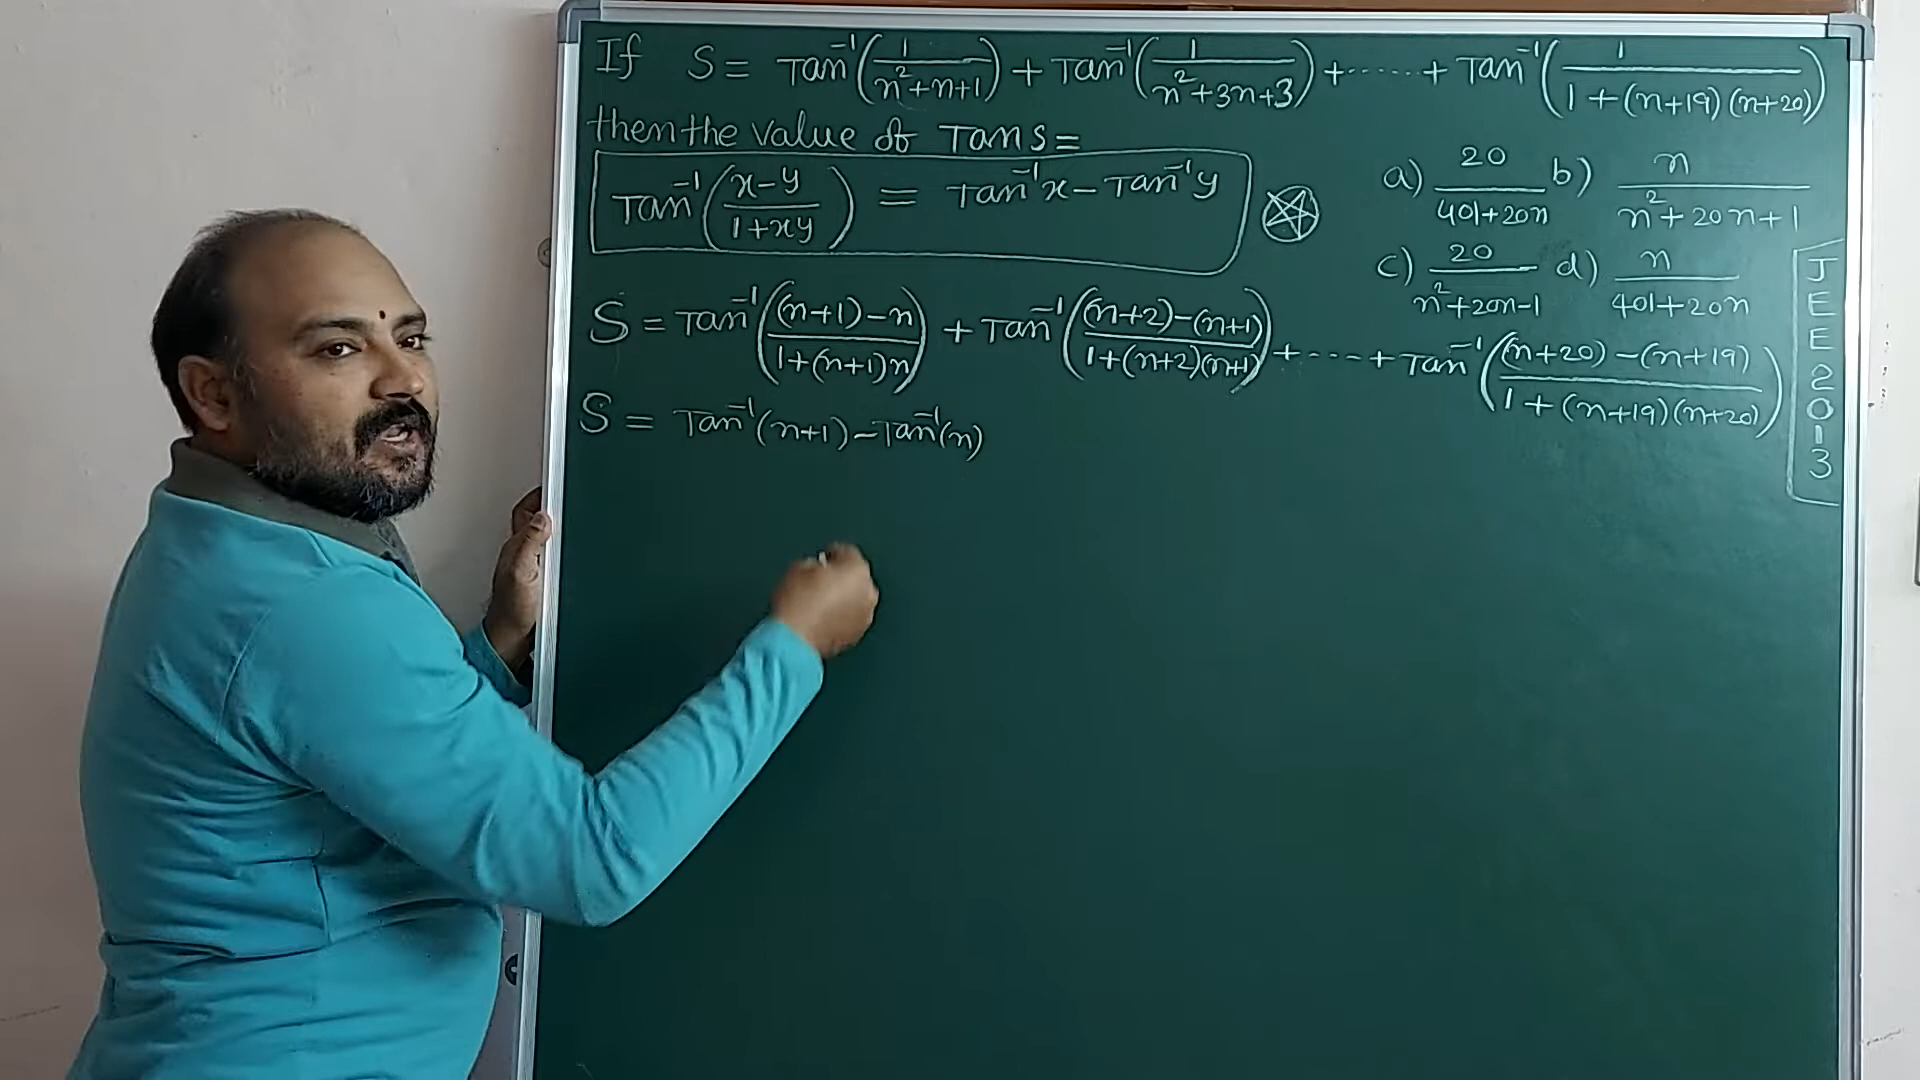 If S = Tan⁻¹(1/(n²+n+1)) + Tan⁻¹(1/(n²+3n+3)) + ...... + Tan⁻¹(1/(1+(n+19)(n+20)))
then the value of Tan S =
Tan⁻¹((x-y)/(1+xy)) = Tan⁻¹x - Tan⁻¹y
a) 20/(401+20n) b) n/(n²+20n+1)
c) 20/(n²+20n-1) d) n/(401+20n)
JEE 2013
S = Tan⁻¹(((n+1)-n)/(1+(n+1)n)) + Tan⁻¹(((n+2)-(n+1))/(1+(n+2)(n+1))) + ---- + Tan⁻¹(((n+20)-(n+19))/(1+(n+19)(n+20)))
S = Tan⁻¹(n+1) - Tan⁻¹(n)